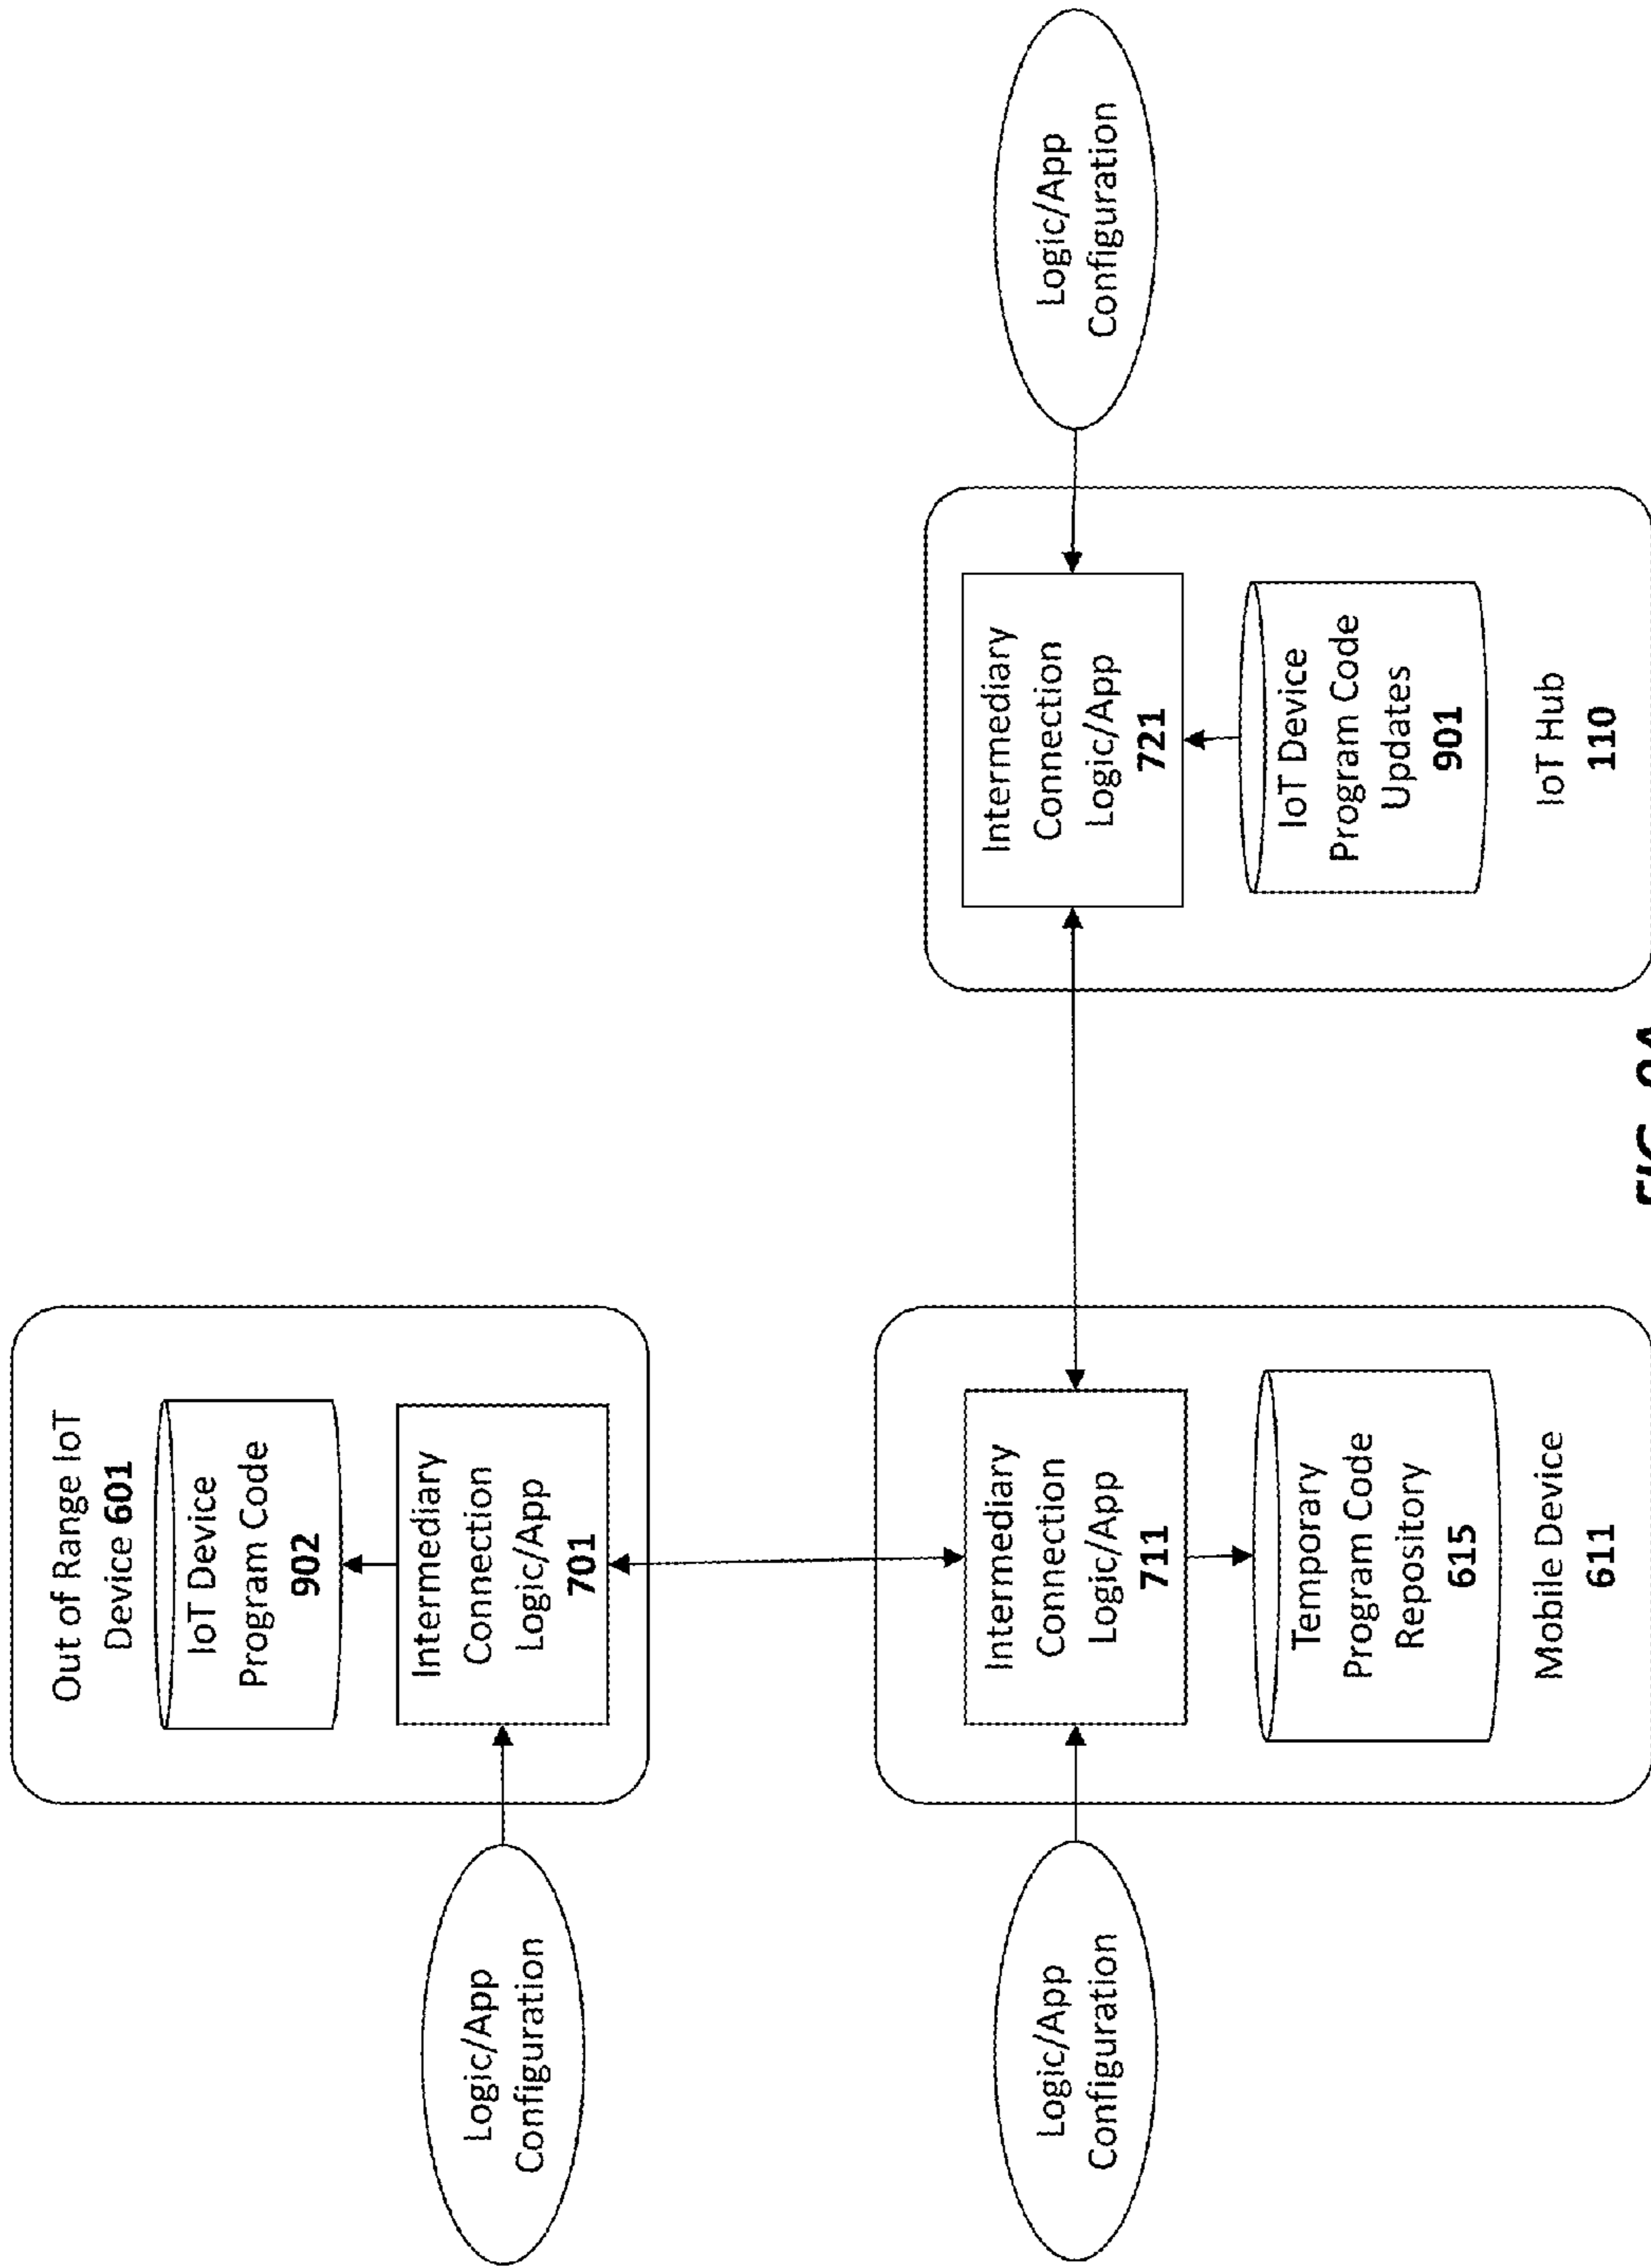 Out of Range IoT
Device 601
IoT Device
Program Code
902
Intermediary
Connection
Logic/App
701
Logic/App
Configuration
Logic/App
Configuration
Intermediary
Connection
Logic/App
711
Temporary
Program Code
Repository
615
Mobile Device
611
Intermediary
Connection
Logic/App
721
IoT Device
Program Code
Updates
901
IoT Hub
110
Logic/App
Configuration
FIG.